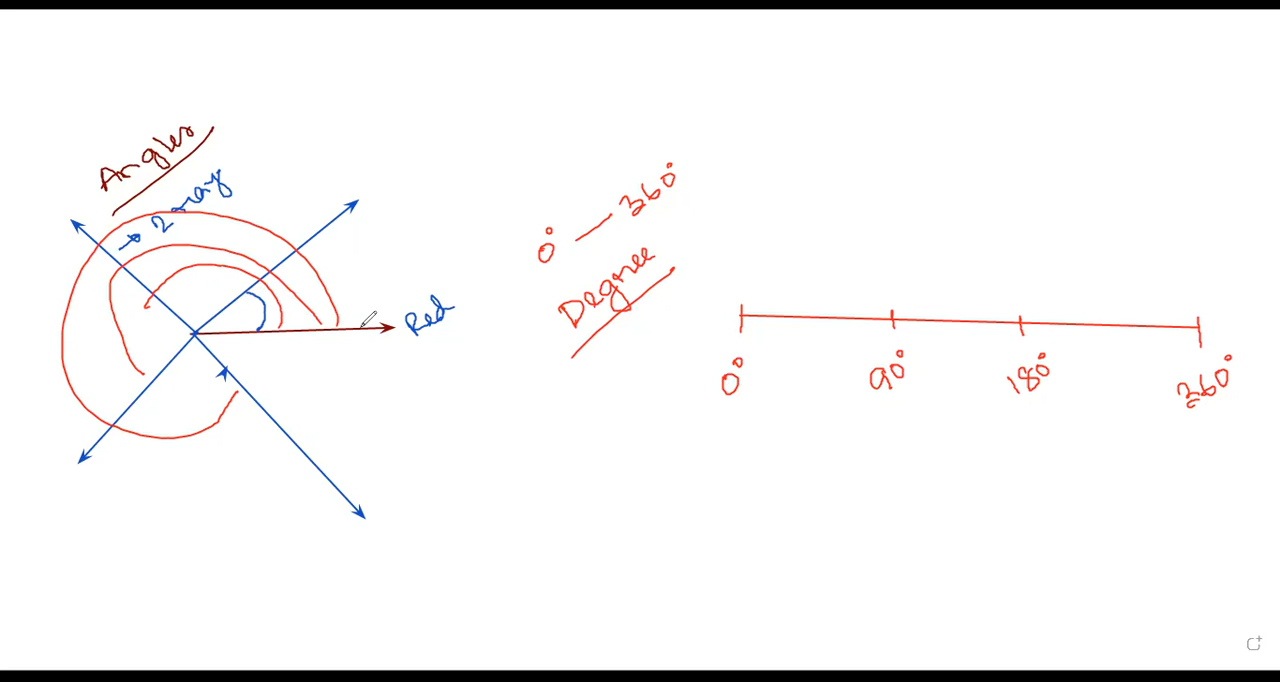 Angles
→ 2 ray
Red
0° — 360°
Degree
0° 90° 180° 360°